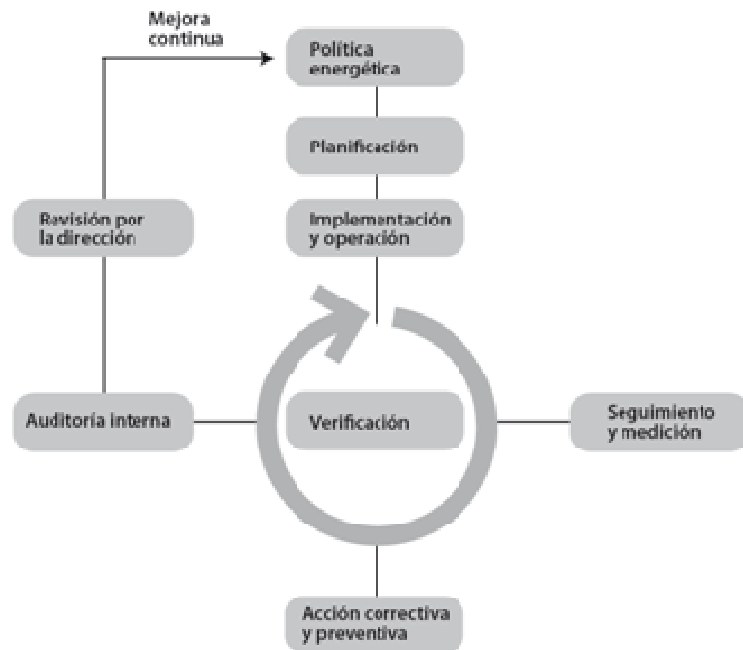 Mejora
continua
Política
energética
Planificación
Revisión por
la dirección
Implementación
y operación
Auditoría interna
Verificación
Seguimiento
y medición
Acción correctiva
y preventiva